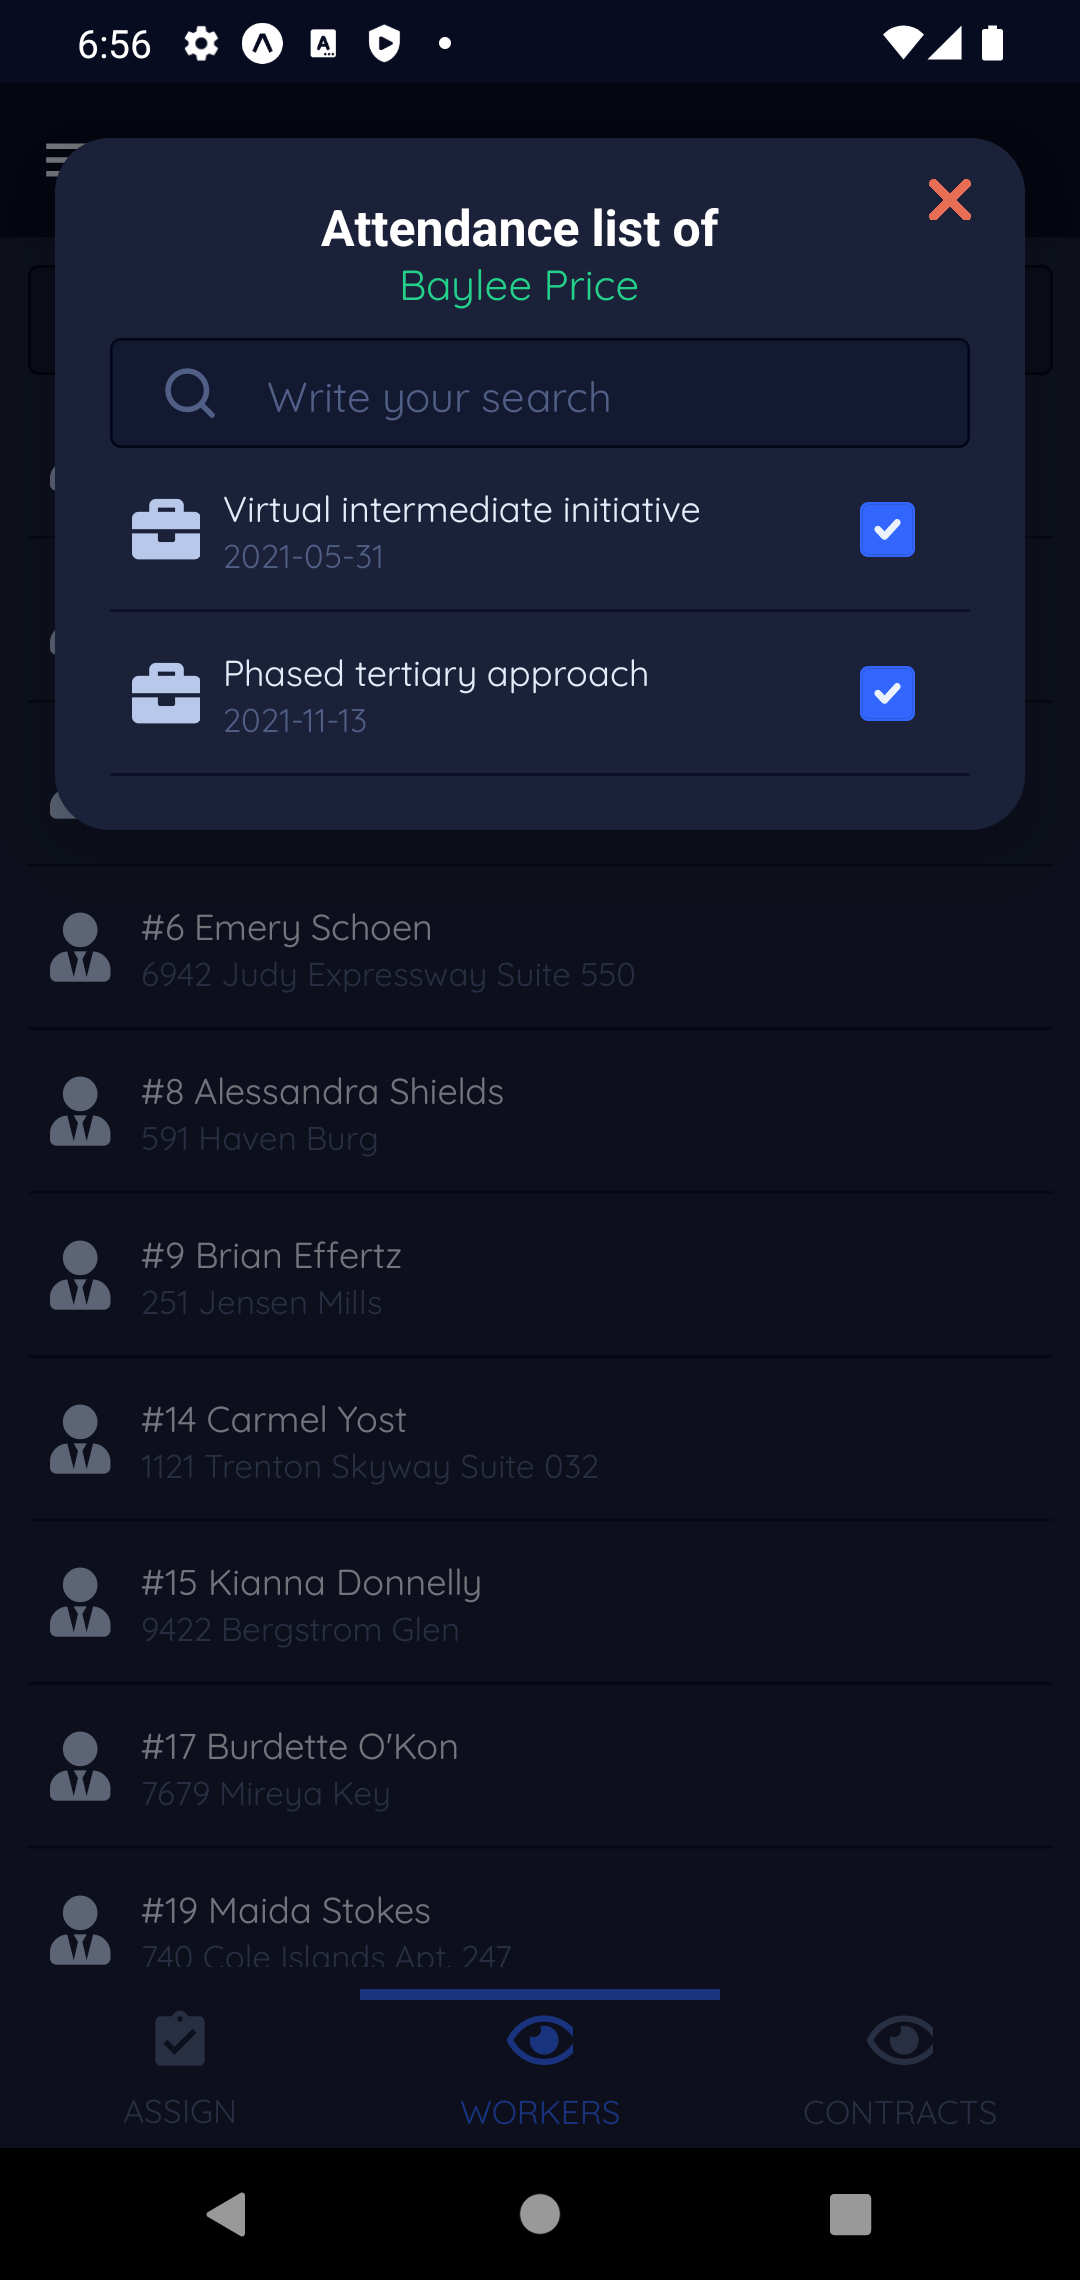 6:56
Attendance list of
Baylee Price
Write your search
Virtual intermediate initiative
2021-05-31
Phased tertiary approach
2021-11-13
#6 Emery Schoen
6942 Judy Expressway Suite 550
#8 Alessandra Shields
591 Haven Burg
#9 Brian Effertz
251 Jensen Mills
#14 Carmel Yost
1121 Trenton Skyway Suite 032
#15 Kianna Donnelly
9422 Bergstrom Glen
#17 Burdette O'Kon
7679 Mireya Key
#19 Maida Stokes
740 Cole Islands Apt. 247
ASSIGN
WORKERS
CONTRACTS